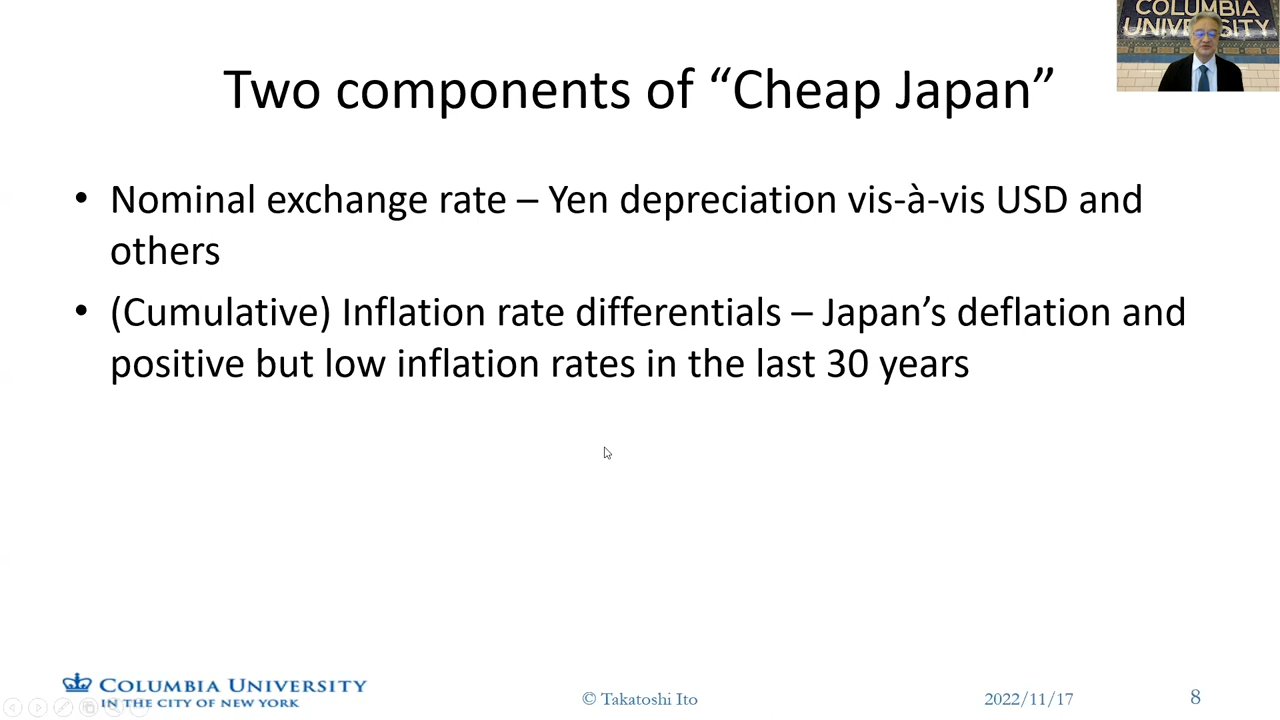 COLUMBIA
UNIVERSITY
Two components of “Cheap Japan”
• Nominal exchange rate – Yen depreciation vis-à-vis USD and
others
• (Cumulative) Inflation rate differentials – Japan’s deflation and
positive but low inflation rates in the last 30 years
COLUMBIA UNIVERSITY
IN THE CITY OF NEW YORK
© Takatoshi Ito
2022/11/17
8